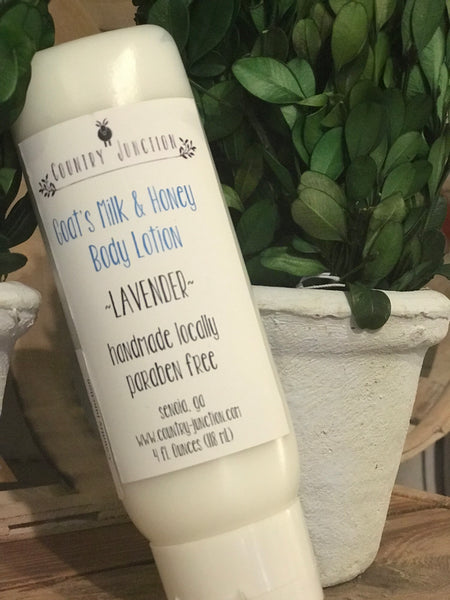 Country Junction
Goat's Milk & Honey
Body Lotion
~LAVENDER~
handmade locally
paraben free
senoia, ga
www.country-junction.com
4 fl. Ounces (118 mL)